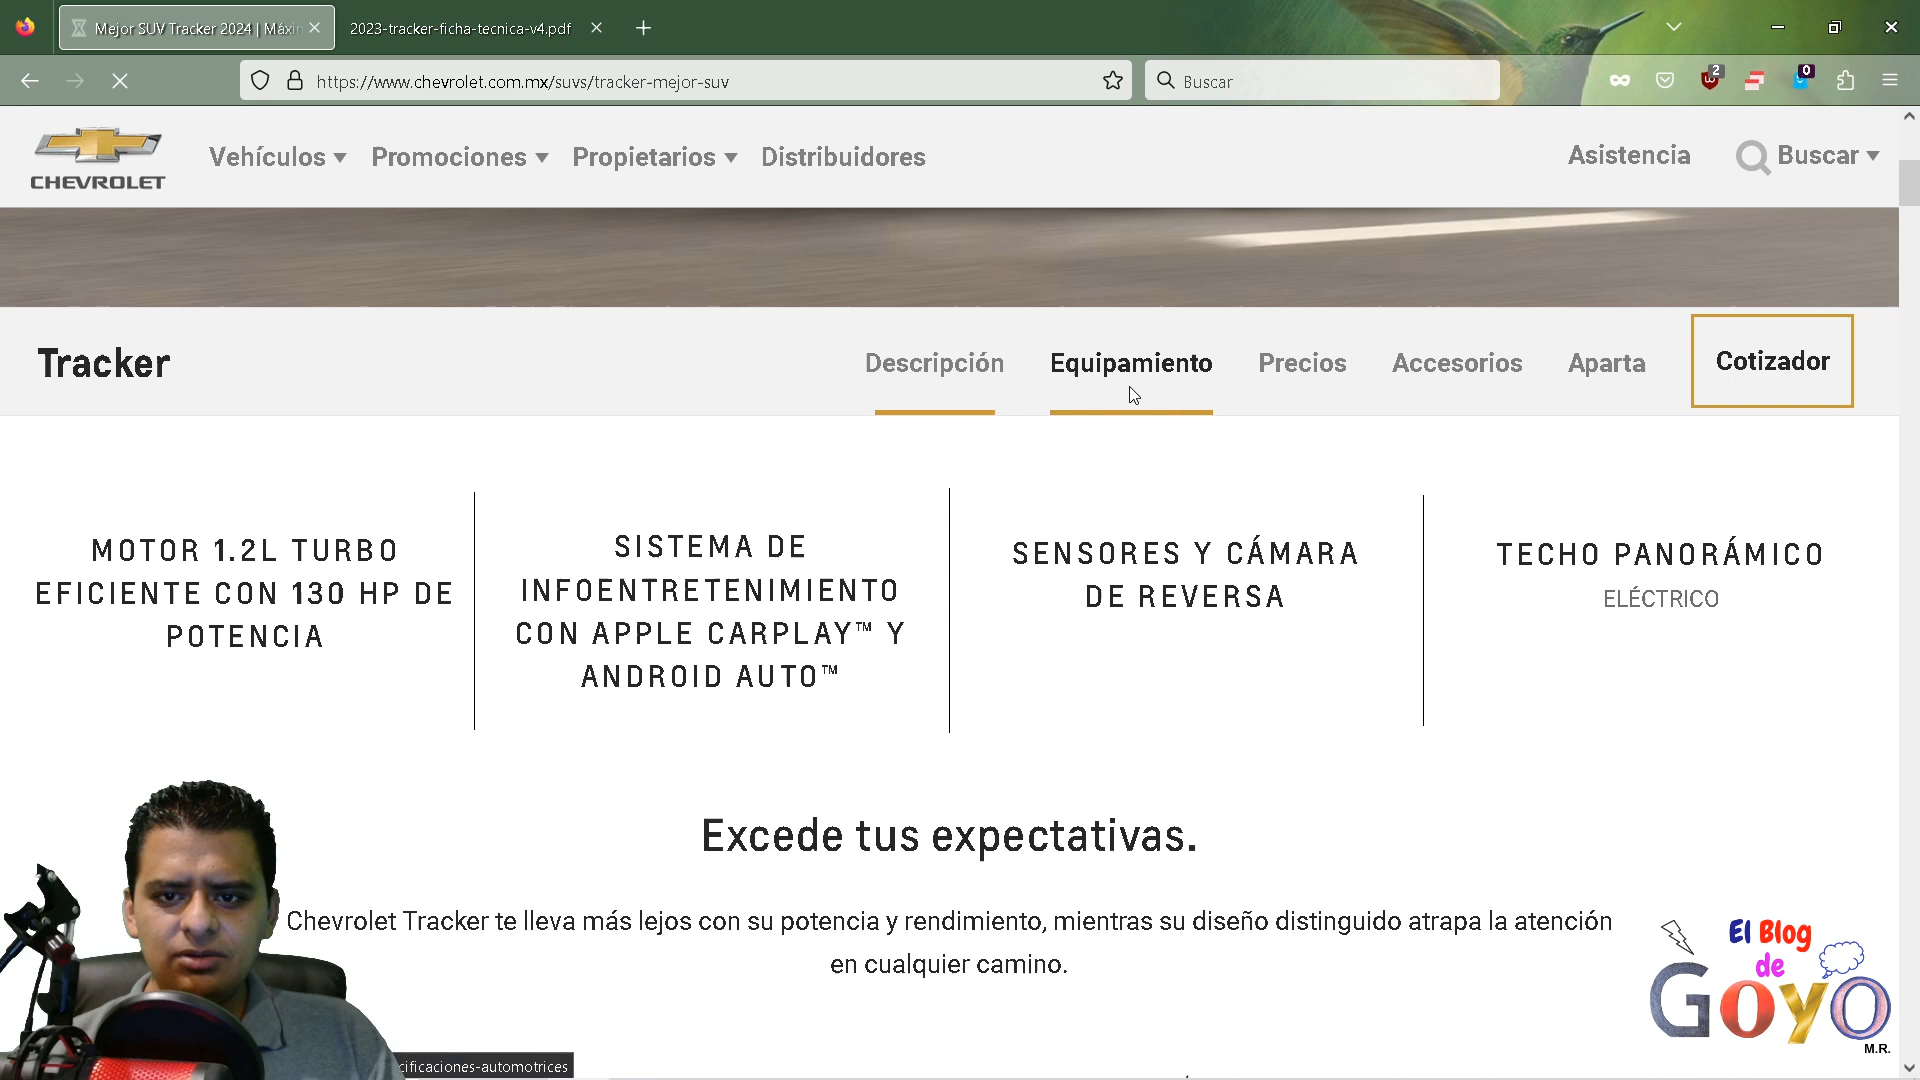 Mejor SUV Tracker 2024 | Máxin
2023-tracker-ficha-tecnica-v4.pdf
https://www.chevrolet.com.mx/suvs/tracker-mejor-suv
Buscar
2
0
CHEVROLET
Vehículos
Promociones
Propietarios
Distribuidores
Asistencia
Buscar
Tracker
Descripción
Equipamiento
Precios
Accesorios
Aparta
Cotizador
MOTOR 1.2L TURBO
EFICIENTE CON 130 HP DE
POTENCIA
SISTEMA DE
INFOENTRETENIMIENTO
CON APPLE CARPLAY™ Y
ANDROID AUTO™
SENSORES Y CÁMARA
DE REVERSA
TECHO PANORÁMICO
ELÉCTRICO
Excede tus expectativas.
Chevrolet Tracker te lleva más lejos con su potencia y rendimiento, mientras su diseño distinguido atrapa la atención
en cualquier camino.
El Blog
de
GOYO
M.R.
cificaciones-automotrices